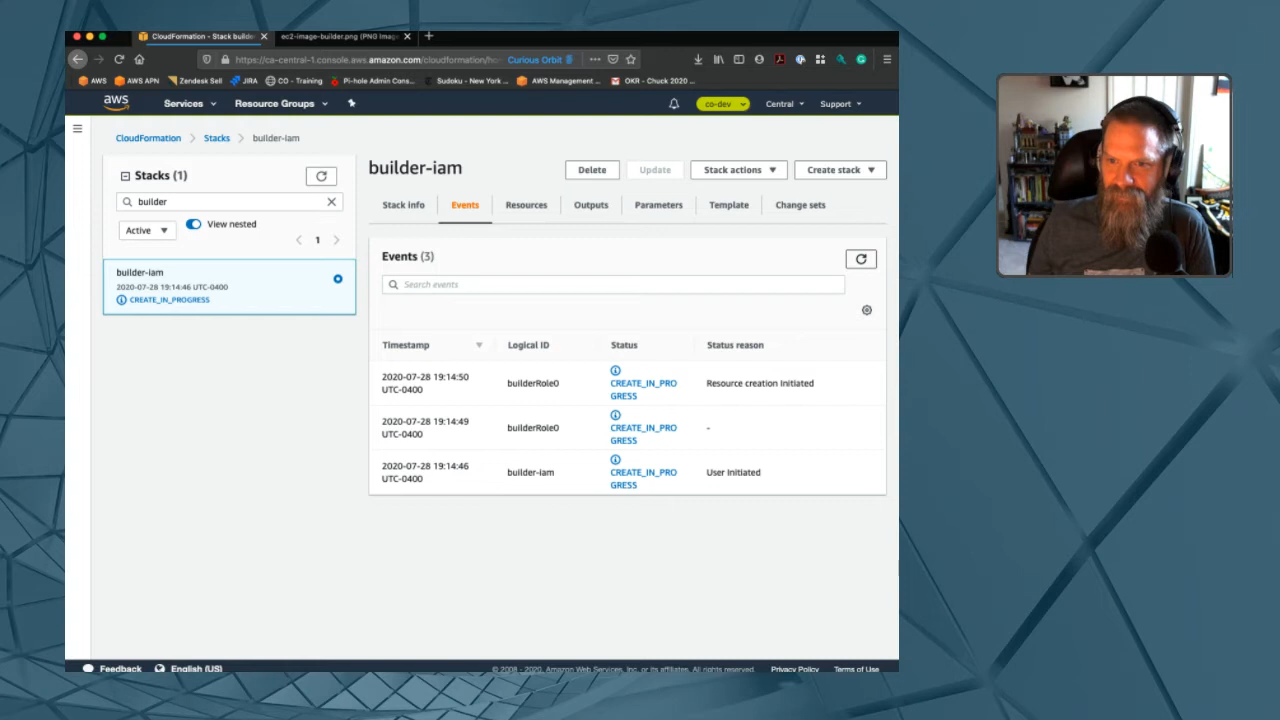 CloudFormation - Stack builder
ec2-image-builder.png (PNG Imag
https://ca-central-1.console.aws.amazon.com/cloudformation/ho
Curious Orbit
AWS
AWS APN
Zendesk Sell
JIRA
CO - Training
Pi-hole Admin Cons...
Sudoku - New York ...
AWS Management ...
OKR - Chuck 2020 ...
aws
Services
Resource Groups
co-dev
Central
Support
CloudFormation
Stacks
builder-iam
Stacks (1)
builder
Active
View nested
1
builder-iam
2020-07-28 19:14:46 UTC-0400
CREATE_IN_PROGRESS
builder-iam
Delete
Update
Stack actions
Create stack
Stack info
Events
Resources
Outputs
Parameters
Template
Change sets
Events (3)
Search events
Timestamp
Logical ID
Status
Status reason
2020-07-28 19:14:50
UTC-0400
builderRole0
CREATE_IN_PRO
GRESS
Resource creation Initiated
2020-07-28 19:14:49
UTC-0400
builderRole0
CREATE_IN_PRO
GRESS
-
2020-07-28 19:14:46
UTC-0400
builder-iam
CREATE_IN_PRO
GRESS
User Initiated
Feedback
English (US)
© 2008 - 2020, Amazon Web Services, Inc. or its affiliates. All rights reserved.
Privacy Policy
Terms of Use